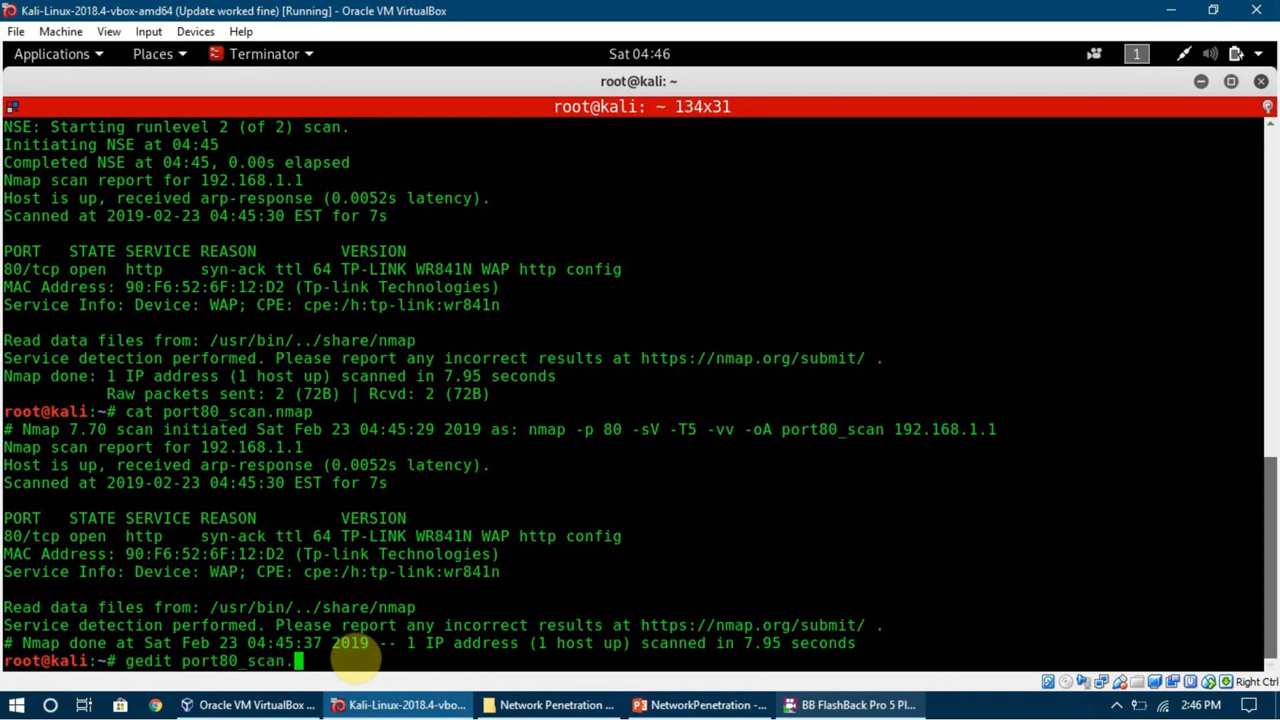 Kali-Linux-2018.4-vbox-amd64 (Update worked fine) [Running] - Oracle VM VirtualBox
File Machine View Input Devices Help
Applications Places Terminator Sat 04:46 1
root@kali: ~
root@kali: ~ 134x31
NSE: Starting runlevel 2 (of 2) scan.
Initiating NSE at 04:45
Completed NSE at 04:45, 0.00s elapsed
Nmap scan report for 192.168.1.1
Host is up, received arp-response (0.0052s latency).
Scanned at 2019-02-23 04:45:30 EST for 7s
PORT STATE SERVICE REASON VERSION
80/tcp open http syn-ack ttl 64 TP-LINK WR841N WAP http config
MAC Address: 90:F6:52:6F:12:D2 (Tp-link Technologies)
Service Info: Device: WAP; CPE: cpe:/h:tp-link:wr841n
Read data files from: /usr/bin/../share/nmap
Service detection performed. Please report any incorrect results at https://nmap.org/submit/ .
Nmap done: 1 IP address (1 host up) scanned in 7.95 seconds
Raw packets sent: 2 (72B) | Rcvd: 2 (72B)
root@kali:~# cat port80_scan.nmap
# Nmap 7.70 scan initiated Sat Feb 23 04:45:29 2019 as: nmap -p 80 -sV -T5 -vv -oA port80_scan 192.168.1.1
Nmap scan report for 192.168.1.1
Host is up, received arp-response (0.0052s latency).
Scanned at 2019-02-23 04:45:30 EST for 7s
PORT STATE SERVICE REASON VERSION
80/tcp open http syn-ack ttl 64 TP-LINK WR841N WAP http config
MAC Address: 90:F6:52:6F:12:D2 (Tp-link Technologies)
Service Info: Device: WAP; CPE: cpe:/h:tp-link:wr841n
Read data files from: /usr/bin/../share/nmap
Service detection performed. Please report any incorrect results at https://nmap.org/submit/ .
# Nmap done at Sat Feb 23 04:45:37 2019 -- 1 IP address (1 host up) scanned in 7.95 seconds
root@kali:~# gedit port80_scan.
Right Ctrl
Oracle VM VirtualBox ... Kali-Linux-2018.4-vbo... Network Penetration ... NetworkPenetration -... BB FlashBack Pro 5 Pl... 2:46 PM